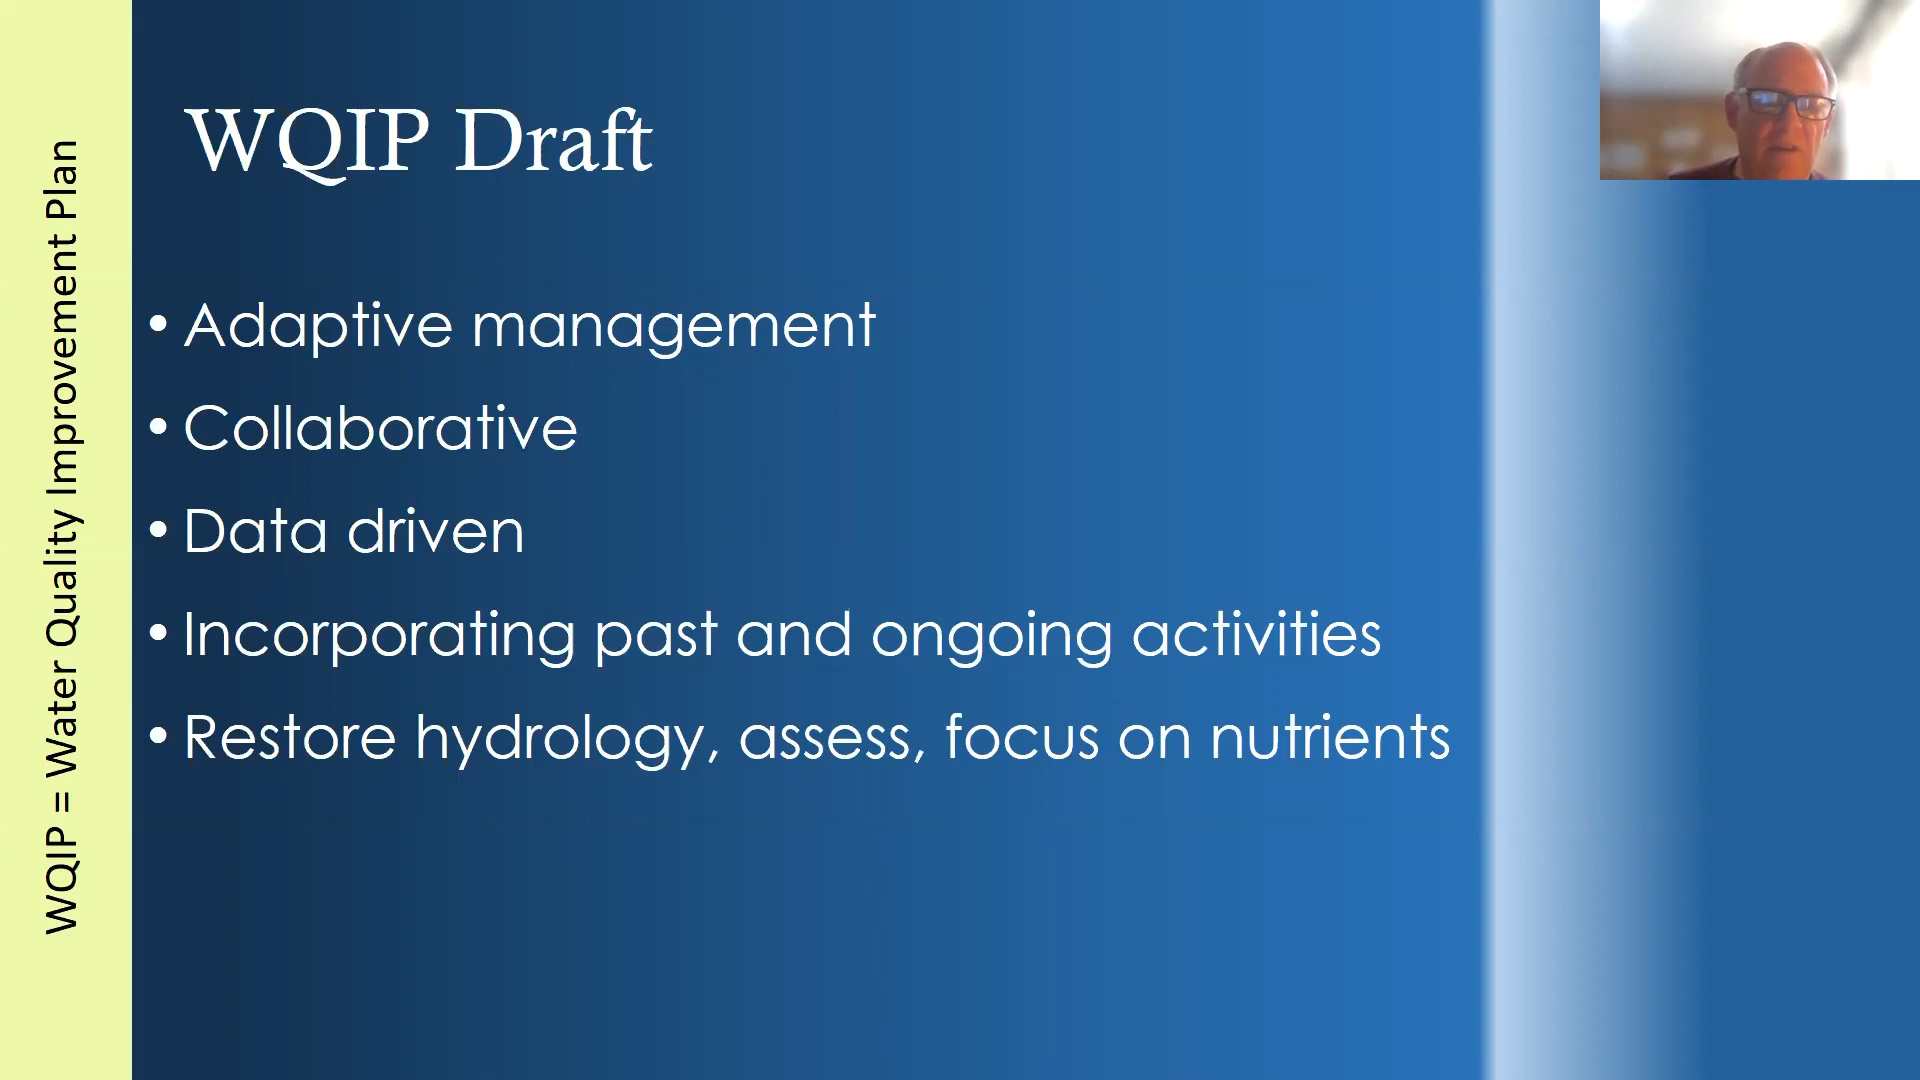 WQIP = Water Quality Improvement Plan
WQIP Draft
• Adaptive management
• Collaborative
• Data driven
• Incorporating past and ongoing activities
• Restore hydrology, assess, focus on nutrients